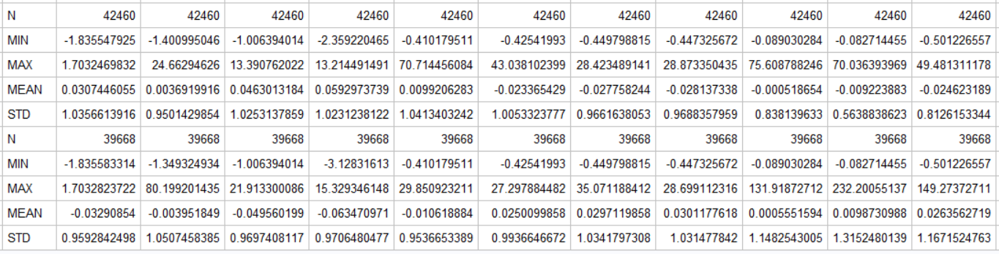 N 42460 42460 42460 42460 42460 42460 42460 42460 42460 42460 42460
MIN -1.835547925 -1.400995046 -1.006394014 -2.359220465 -0.410179511 -0.42541993 -0.449798815 -0.447325672 -0.089030284 -0.082714455 -0.501226557
MAX 1.7032469832 24.66294626 13.390762022 13.214491491 70.714456084 43.038102399 28.423489141 28.873350435 75.608788246 70.036393969 49.481311178
MEAN 0.0307446055 0.0036919916 0.0463013184 0.0592973739 0.0099206283 -0.023365429 -0.027758244 -0.028137338 -0.000518654 -0.009223883 -0.024623189
STD 1.0356613916 0.9501429854 1.0253137859 1.0231238122 1.0413403242 1.0053323777 0.9661638053 0.9688357959 0.838139633 0.5638838623 0.8126153344
N 39668 39668 39668 39668 39668 39668 39668 39668 39668 39668 39668
MIN -1.835583314 -1.349324934 -1.006394014 -3.12831613 -0.410179511 -0.42541993 -0.449798815 -0.447325672 -0.089030284 -0.082714455 -0.501226557
MAX 1.7032823722 80.199201435 21.913300086 15.329346148 29.850923211 27.297884482 35.071188412 28.699112316 131.91872712 232.20055137 149.27372711
MEAN -0.03290854 -0.003951849 -0.049560199 -0.063470971 -0.010618884 0.0250099858 0.0297119858 0.0301177618 0.0005551594 0.0098730988 0.0263562719
STD 0.9592842498 1.0507458385 0.9697408117 0.9706480477 0.9536653389 0.9936646672 1.0341797308 1.031477842 1.1482543005 1.3152480139 1.1671524763